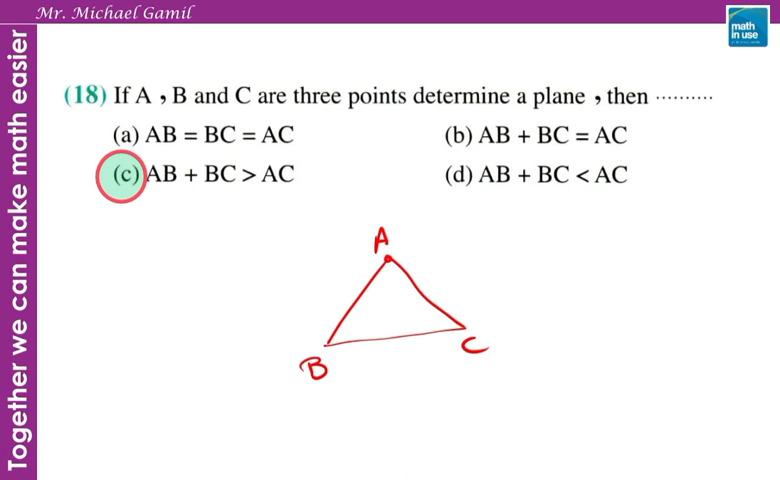 Mr. Michael Gamil
math
in use
Together we can make math easier
(18) If A , B and C are three points determine a plane , then ..........
(a) AB = BC = AC
(b) AB + BC = AC
(c) AB + BC > AC
(d) AB + BC < AC
A
B
C